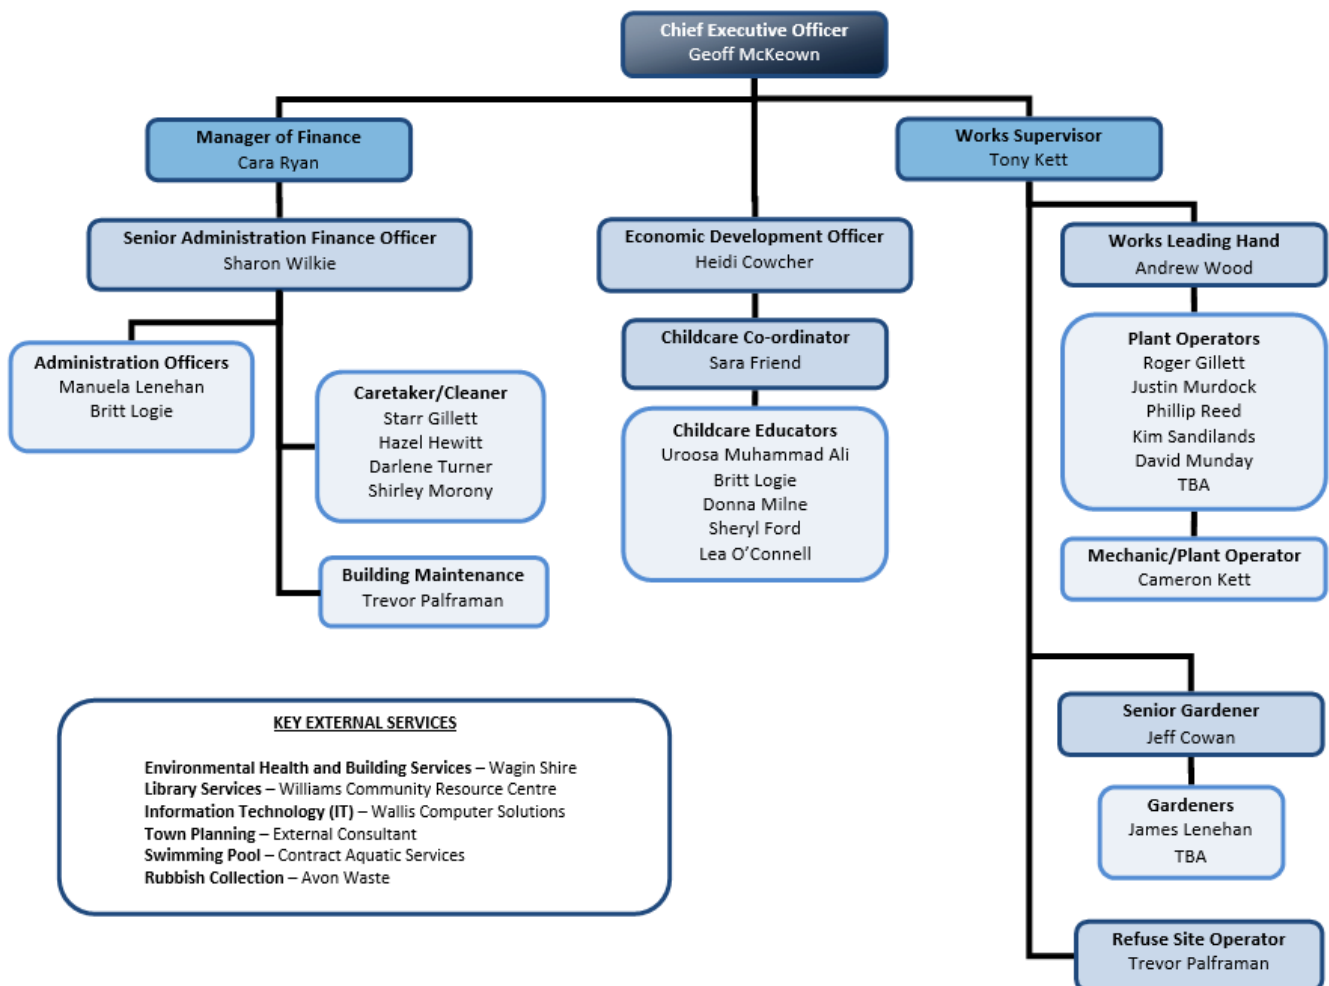 Chief Executive Officer
Geoff McKeown
Manager of Finance
Cara Ryan
Works Supervisor
Tony Kett
Senior Administration Finance Officer
Sharon Wilkie
Economic Development Officer
Heidi Cowcher
Works Leading Hand
Andrew Wood
Administration Officers
Manuela Lenehan
Britt Logie
Caretaker/Cleaner
Starr Gillett
Hazel Hewitt
Darlene Turner
Shirley Morony
Building Maintenance
Trevor Palframan
Childcare Co-ordinator
Sara Friend
Childcare Educators
Uroosa Muhammad Ali
Britt Logie
Donna Milne
Sheryl Ford
Lea O’Connell
Plant Operators
Roger Gillett
Justin Murdock
Phillip Reed
Kim Sandilands
David Munday
TBA
Mechanic/Plant Operator
Cameron Kett
Senior Gardener
Jeff Cowan
Gardeners
James Lenehan
TBA
Refuse Site Operator
Trevor Palframan
KEY EXTERNAL SERVICES
Environmental Health and Building Services – Wagin Shire
Library Services – Williams Community Resource Centre
Information Technology (IT) – Wallis Computer Solutions
Town Planning – External Consultant
Swimming Pool – Contract Aquatic Services
Rubbish Collection – Avon Waste